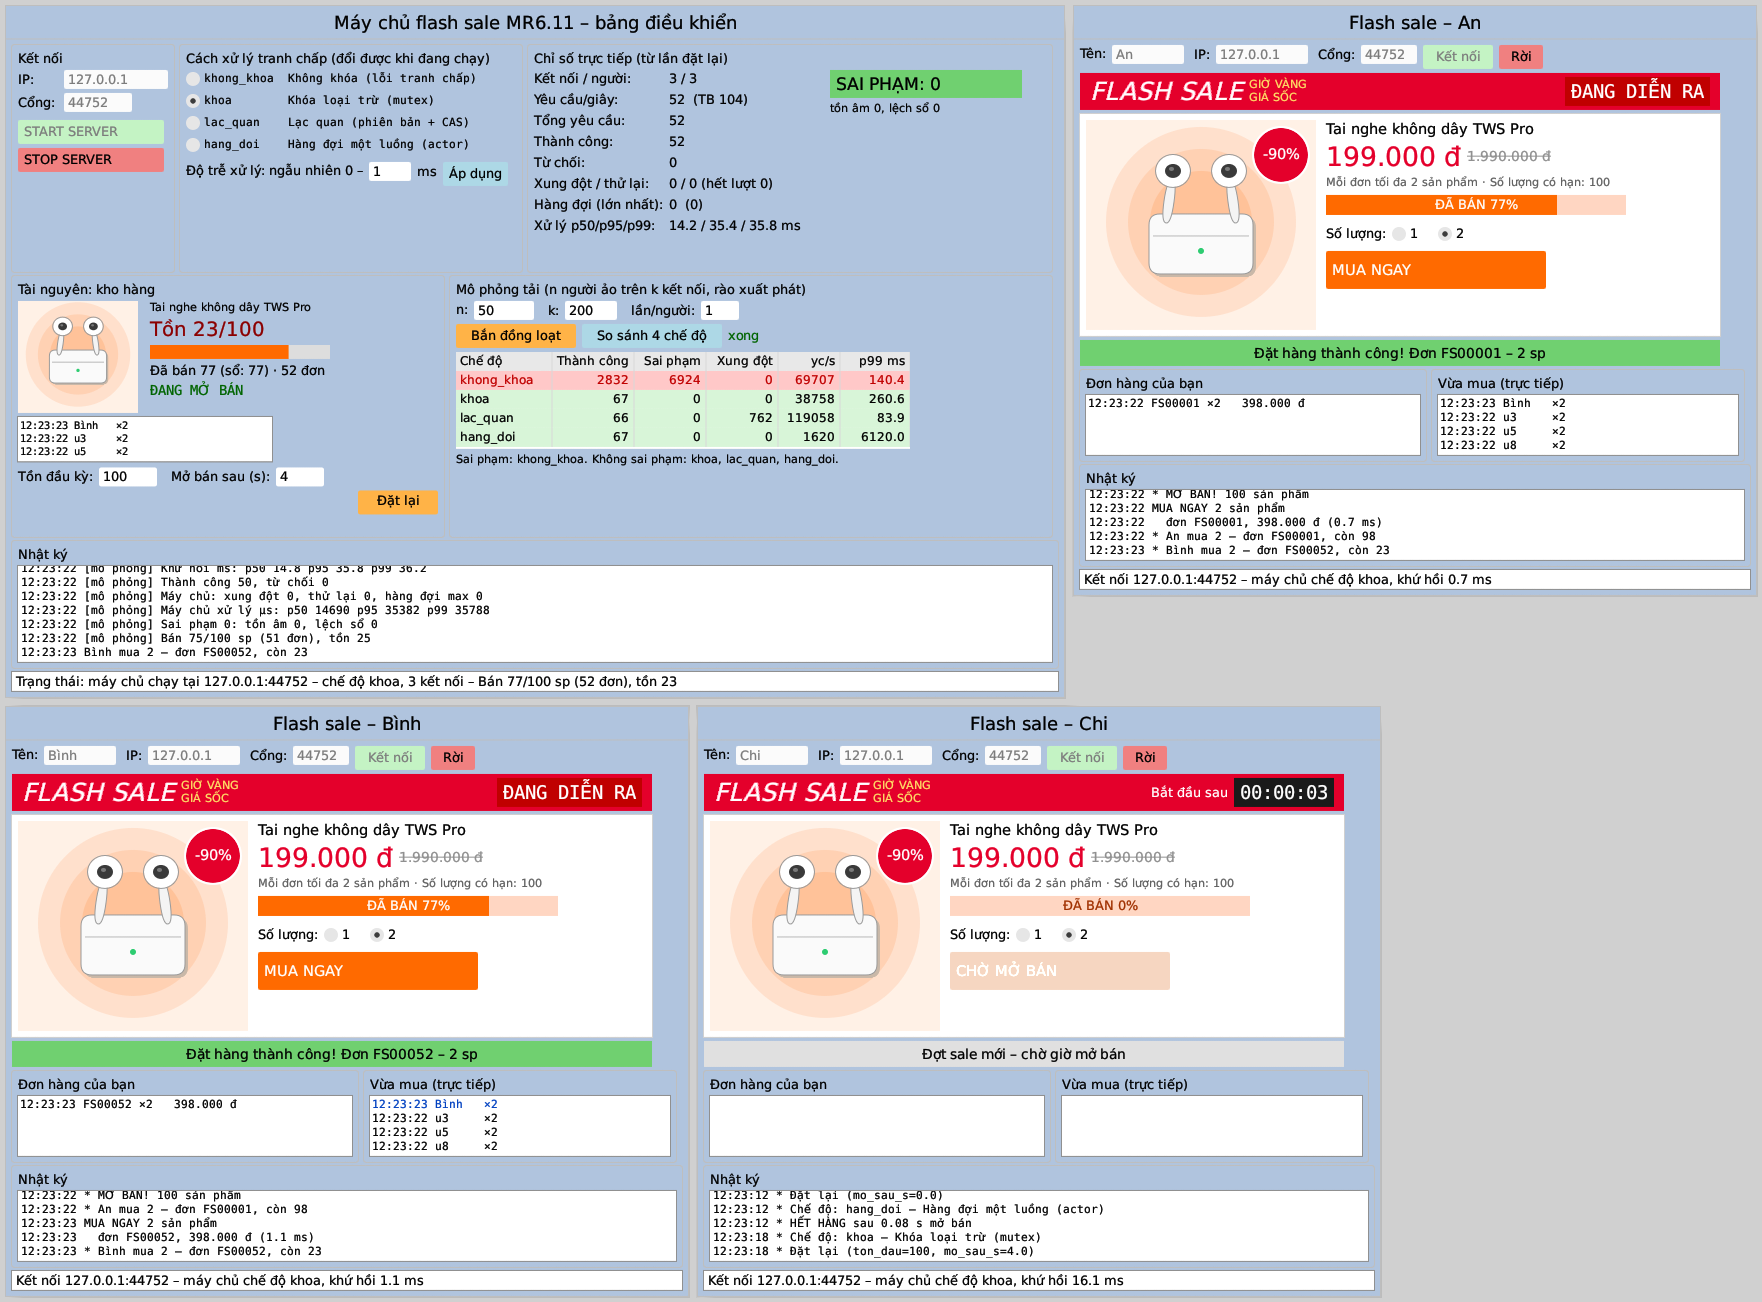 Máy chủ flash sale MR6.11 – bảng điều khiển
Kết nối
IP: 127.0.0.1
Cổng: 44752
START SERVER
STOP SERVER
Cách xử lý tranh chấp (đổi được khi đang chạy)
khong_khoa Không khóa (lỗi tranh chấp)
khoa Khóa loại trừ (mutex)
lac_quan Lạc quan (phiên bản + CAS)
hang_doi Hàng đợi một luồng (actor)
Độ trễ xử lý: ngẫu nhiên 0 – 1 ms Áp dụng
Chỉ số trực tiếp (từ lần đặt lại)
Kết nối / người: 3 / 3
Yêu cầu/giây: 52 (TB 104)
Tổng yêu cầu: 52
Thành công: 52
Từ chối: 0
Xung đột / thử lại: 0 / 0 (hết lượt 0)
Hàng đợi (lớn nhất): 0 (0)
Xử lý p50/p95/p99: 14.2 / 35.4 / 35.8 ms
SAI PHẠM: 0
tồn âm 0, lệch sổ 0
Tài nguyên: kho hàng
Tai nghe không dây TWS Pro
Tồn 23/100
Đã bán 77 (sổ: 77) · 52 đơn
ĐANG MỞ BÁN
12:23:23 Bình ×2
12:23:22 u3 ×2
12:23:22 u5 ×2
Tồn đầu kỳ: 100 Mở bán sau (s): 4
Đặt lại
Mô phỏng tải (n người ảo trên k kết nối, rào xuất phát)
n: 50 k: 200 lần/người: 1
Bắn đồng loạt So sánh 4 chế độ xong
Chế độ Thành công Sai phạm Xung đột yc/s p99 ms
khong_khoa 2832 6924 0 69707 140.4
khoa 67 0 0 38758 260.6
lac_quan 66 0 762 119058 83.9
hang_doi 67 0 0 1620 6120.0
Sai phạm: khong_khoa. Không sai phạm: khoa, lac_quan, hang_doi.
Nhật ký
12:23:22 [mô phỏng] Khứ hồi ms: p50 14.8 p95 35.8 p99 36.2
12:23:22 [mô phỏng] Thành công 50, từ chối 0
12:23:22 [mô phỏng] Máy chủ: xung đột 0, thử lại 0, hàng đợi max 0
12:23:22 [mô phỏng] Máy chủ xử lý µs: p50 14690 p95 35382 p99 35788
12:23:22 [mô phỏng] Sai phạm 0: tồn âm 0, lệch sổ 0
12:23:22 [mô phỏng] Bán 75/100 sp (51 đơn), tồn 25
12:23:23 Bình mua 2 – đơn FS00052, còn 23
Trạng thái: máy chủ chạy tại 127.0.0.1:44752 – chế độ khoa, 3 kết nối – Bán 77/100 sp (52 đơn), tồn 23
Flash sale – An
Tên: An IP: 127.0.0.1 Cổng: 44752 Kết nối Rời
FLASH SALE GIỜ VÀNG
GIÁ SỐC
ĐANG DIỄN RA
-90%
Tai nghe không dây TWS Pro
199.000 đ 1.990.000 đ
Mỗi đơn tối đa 2 sản phẩm · Số lượng có hạn: 100
ĐÃ BÁN 77%
Số lượng: 1 2
MUA NGAY
Đặt hàng thành công! Đơn FS00001 – 2 sp
Đơn hàng của bạn
12:23:22 FS00001 ×2 398.000 đ
Vừa mua (trực tiếp)
12:23:23 Bình ×2
12:23:22 u3 ×2
12:23:22 u5 ×2
12:23:22 u8 ×2
Nhật ký
12:23:22 * MỞ BÁN! 100 sản phẩm
12:23:22 MUA NGAY 2 sản phẩm
12:23:22 đơn FS00001, 398.000 đ (0.7 ms)
12:23:22 * An mua 2 – đơn FS00001, còn 98
12:23:23 * Bình mua 2 – đơn FS00052, còn 23
Kết nối 127.0.0.1:44752 – máy chủ chế độ khoa, khứ hồi 0.7 ms
Flash sale – Bình
Tên: Bình IP: 127.0.0.1 Cổng: 44752 Kết nối Rời
FLASH SALE GIỜ VÀNG
GIÁ SỐC
ĐANG DIỄN RA
-90%
Tai nghe không dây TWS Pro
199.000 đ 1.990.000 đ
Mỗi đơn tối đa 2 sản phẩm · Số lượng có hạn: 100
ĐÃ BÁN 77%
Số lượng: 1 2
MUA NGAY
Đặt hàng thành công! Đơn FS00052 – 2 sp
Đơn hàng của bạn
12:23:23 FS00052 ×2 398.000 đ
Vừa mua (trực tiếp)
12:23:23 Bình ×2
12:23:22 u3 ×2
12:23:22 u5 ×2
12:23:22 u8 ×2
Nhật ký
12:23:22 * MỞ BÁN! 100 sản phẩm
12:23:22 * An mua 2 – đơn FS00001, còn 98
12:23:23 MUA NGAY 2 sản phẩm
12:23:23 đơn FS00052, 398.000 đ (1.1 ms)
12:23:23 * Bình mua 2 – đơn FS00052, còn 23
Kết nối 127.0.0.1:44752 – máy chủ chế độ khoa, khứ hồi 1.1 ms
Flash sale – Chi
Tên: Chi IP: 127.0.0.1 Cổng: 44752 Kết nối Rời
FLASH SALE GIỜ VÀNG
GIÁ SỐC
Bắt đầu sau 00:00:03
-90%
Tai nghe không dây TWS Pro
199.000 đ 1.990.000 đ
Mỗi đơn tối đa 2 sản phẩm · Số lượng có hạn: 100
ĐÃ BÁN 0%
Số lượng: 1 2
CHỜ MỞ BÁN
Đợt sale mới – chờ giờ mở bán
Đơn hàng của bạn
Vừa mua (trực tiếp)
Nhật ký
12:23:12 * Đặt lại (mo_sau_s=0.0)
12:23:12 * Chế độ: hang_doi – Hàng đợi một luồng (actor)
12:23:12 * HẾT HÀNG sau 0.08 s mở bán
12:23:18 * Chế độ: khoa – Khóa loại trừ (mutex)
12:23:18 * Đặt lại (ton_dau=100, mo_sau_s=4.0)
Kết nối 127.0.0.1:44752 – máy chủ chế độ khoa, khứ hồi 16.1 ms